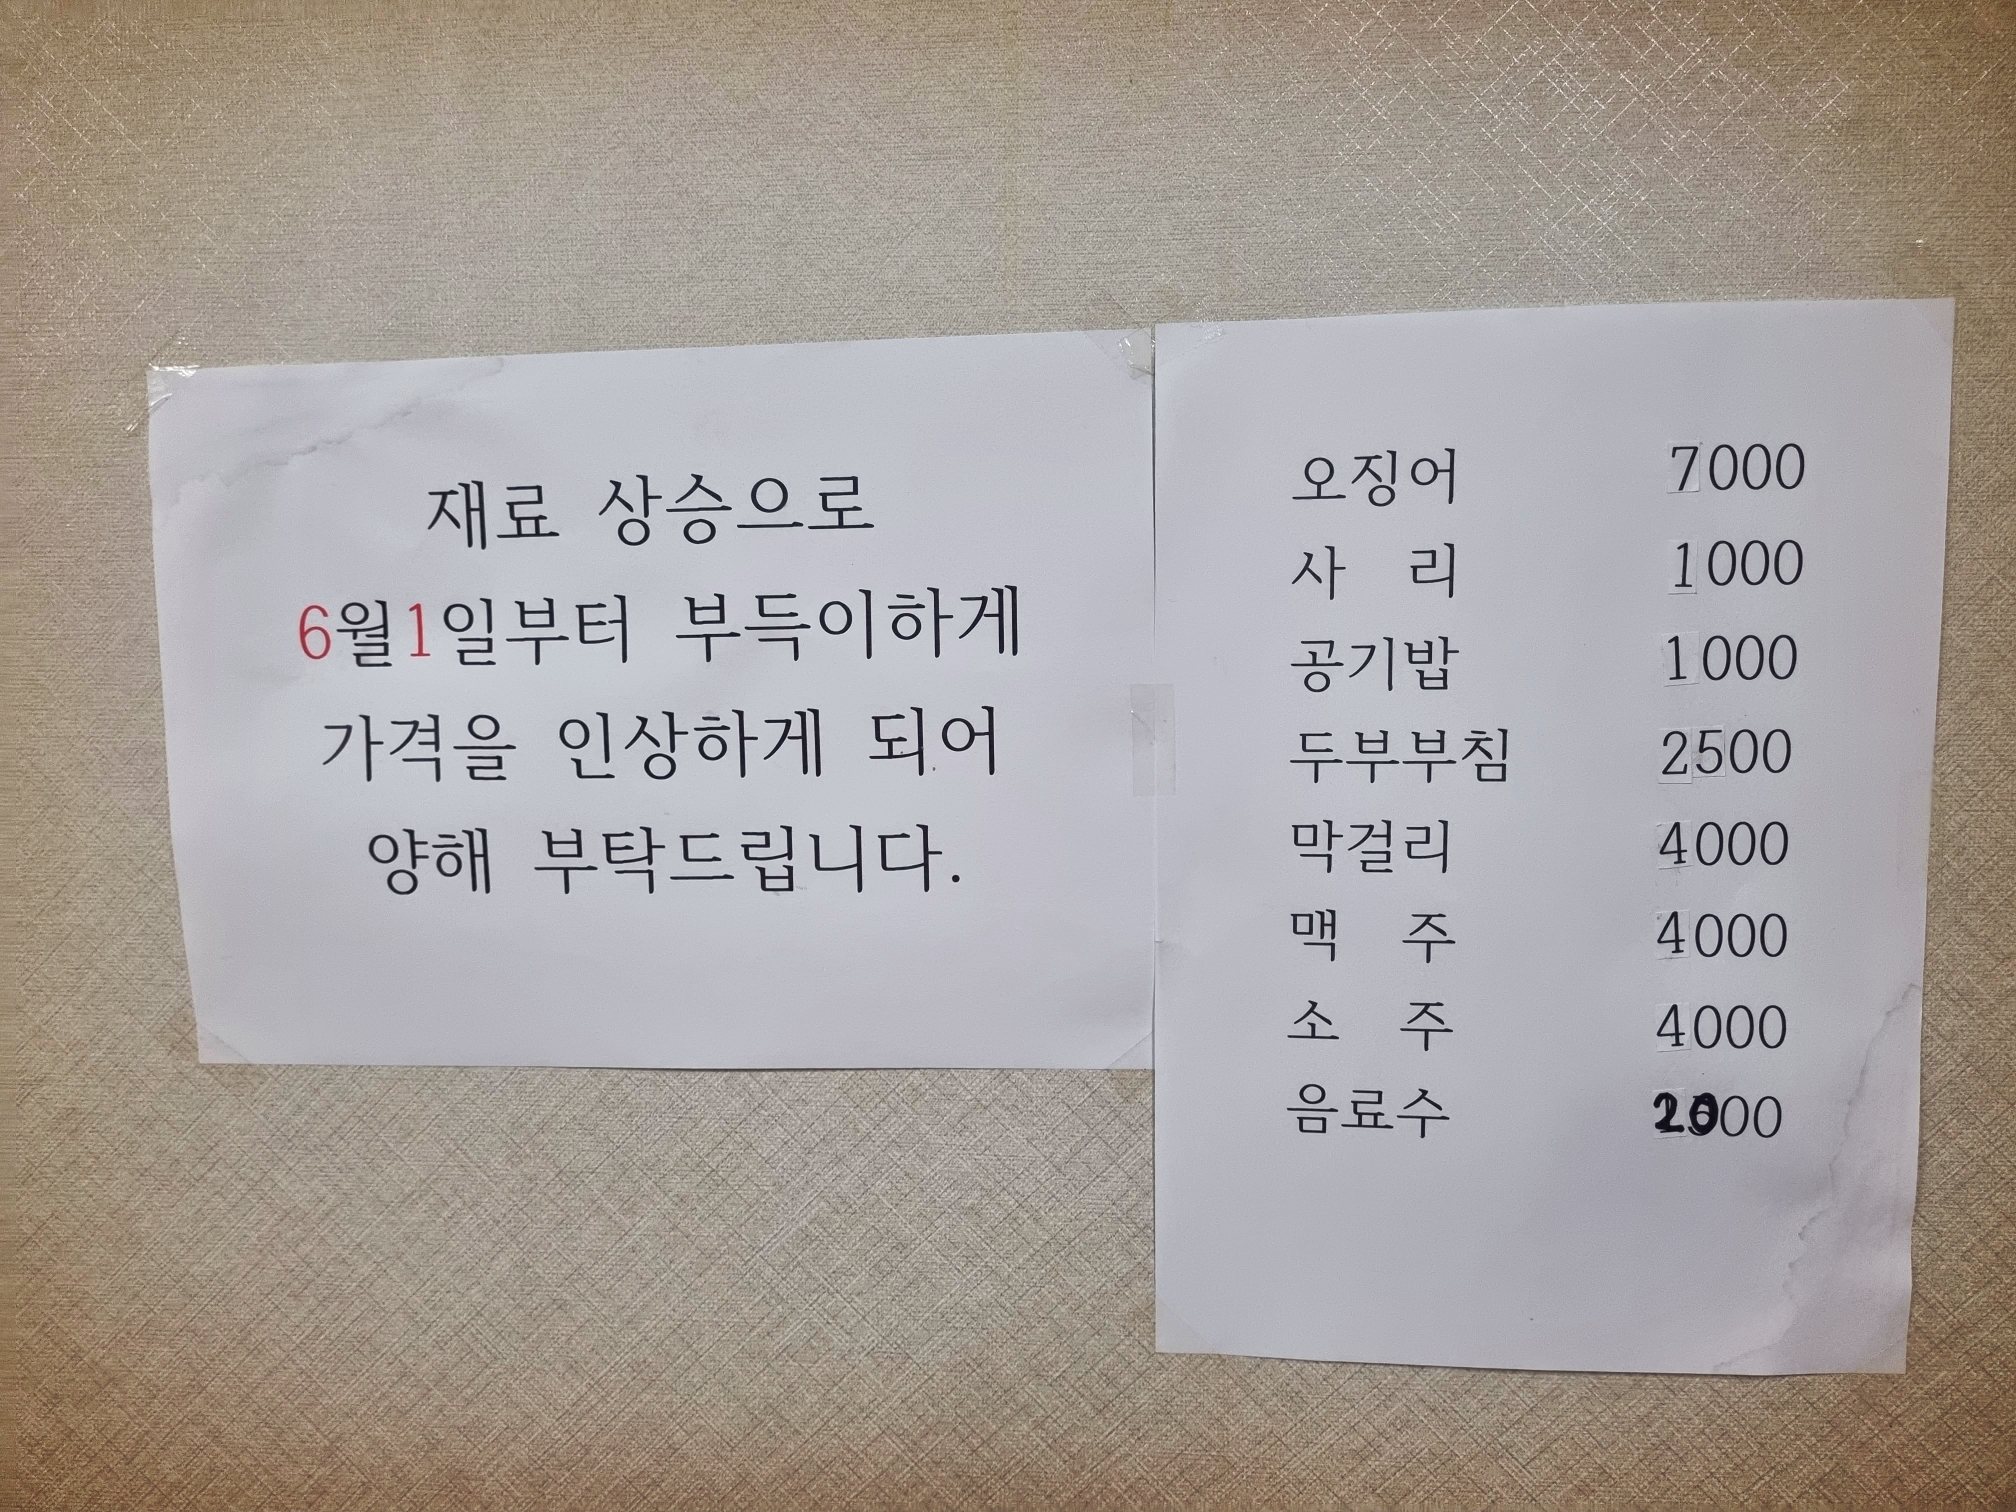 재료 상승으로
6월1일부터 부득이하게
가격을 인상하게 되어
양해 부탁드립니다.
오징어 7000
사 리 1000
공기밥 1000
두부부침 2500
막걸리 4000
맥 주 4000
소 주 4000
음료수 2000